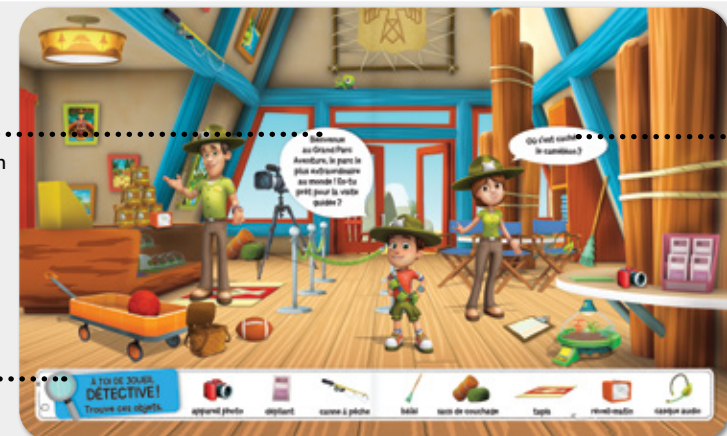 n
Bienvenue
au Grand Parc
Aventure, le parc le
plus extraordinaire
au monde ! Es-tu
prêt pour la visite
guidée ?
Où s'est caché
le caméléon ?
À TOI DE JOUER,
DÉTECTIVE !
Trouve ces objets.
appareil photo
dépliant
canne à pêche
balai
sacs de couchage
tapis
réveil-matin
casque audio